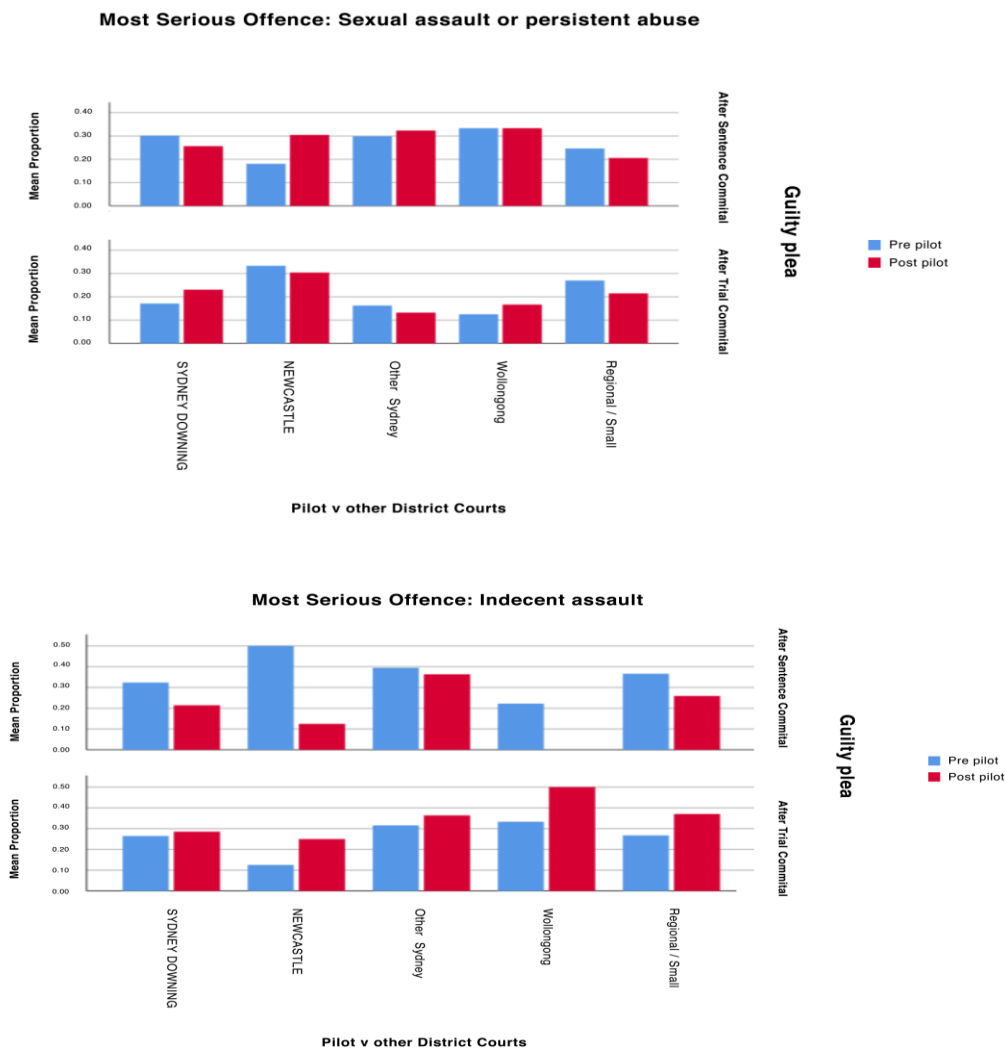 Most Serious Offence: Sexual assault or persistent abuse
Mean Proportion
0.40
0.30
0.20
0.10
0.00
After Sentence Commital
Mean Proportion
0.40
0.30
0.20
0.10
0.00
After Trial Commital
Guilty plea
Pre pilot
Post pilot
SYDNEY DOWNING
NEWCASTLE
Other Sydney
Wollongong
Regional / Small
Pilot v other District Courts
Most Serious Offence: Indecent assault
Mean Proportion
0.50
0.40
0.30
0.20
0.10
0.00
After Sentence Commital
Mean Proportion
0.50
0.40
0.30
0.20
0.10
0.00
After Trial Commital
Guilty plea
Pre pilot
Post pilot
SYDNEY DOWNING
NEWCASTLE
Other Sydney
Wollongong
Regional / Small
Pilot v other District Courts